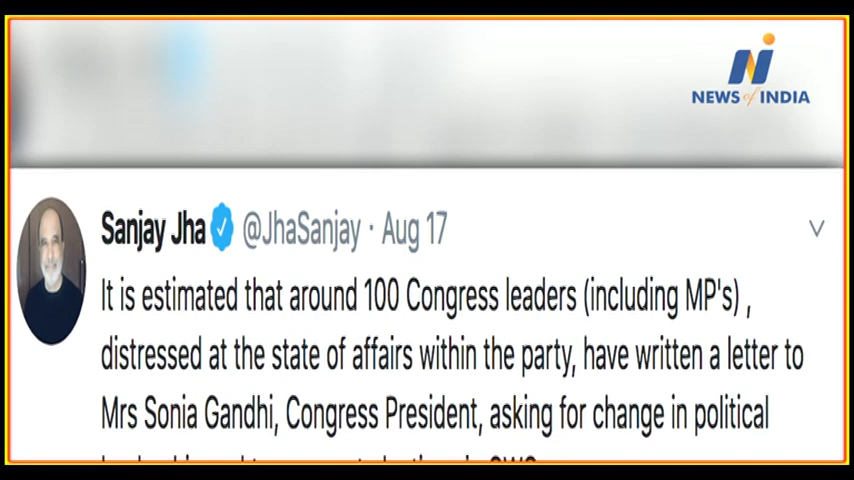 NEWS of INDIA
Sanjay Jha @JhaSanjay · Aug 17
It is estimated that around 100 Congress leaders (including MP's) ,
distressed at the state of affairs within the party, have written a letter to
Mrs Sonia Gandhi, Congress President, asking for change in political